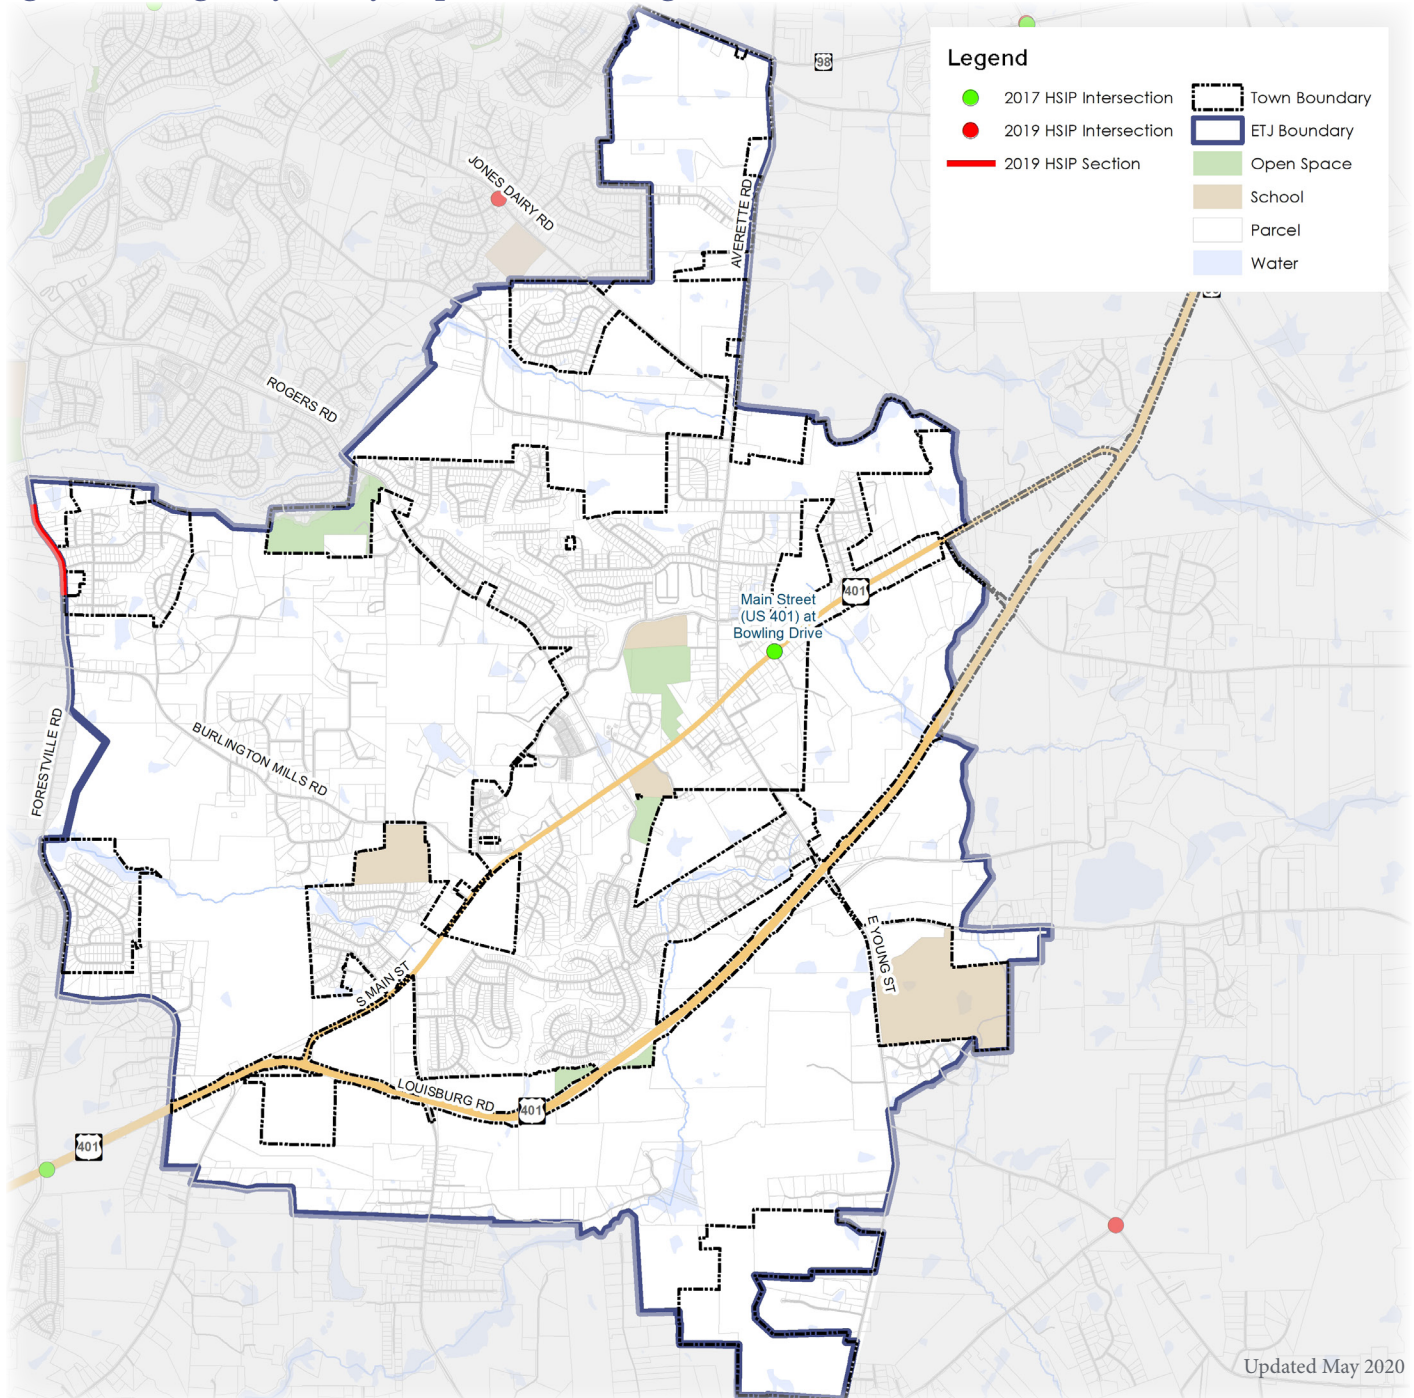 98
Legend
2017 HSIP Intersection
2019 HSIP Intersection
2019 HSIP Section
Town Boundary
ETJ Boundary
Open Space
School
Parcel
Water
JONES DAIRY RD
AVERETTE RD
ROGERS RD
401
Main Street
(US 401) at
Bowling Drive
FORESTVILLE RD
BURLINGTON MILLS RD
E YOUNG ST
S MAIN ST
LOUISBURG RD
401
401
Updated May 2020